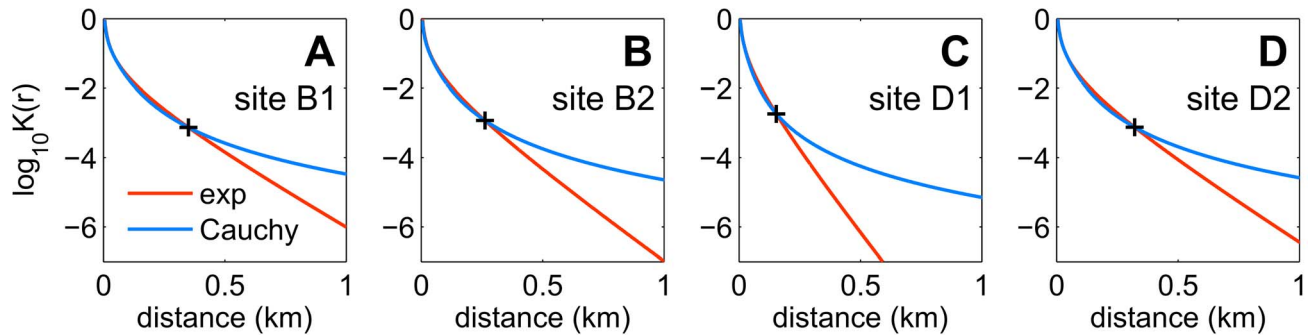 A
B
C
D
site B1
site B2
site D1
site D2
log10K(r)
0
−2
−4
−6
exp
Cauchy
0 0.5 1
distance (km)
0
−2
−4
−6
0 0.5 1
distance (km)
0
−2
−4
−6
0 0.5 1
distance (km)
0
−2
−4
−6
0 0.5 1
distance (km)